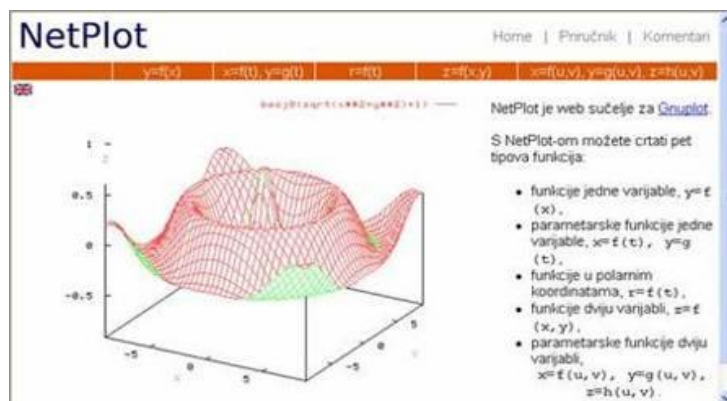 NetPlot
Home | Priručnik | Komentari
y=f(x) x=f(t), y=g(t) r=f(t) z=f(x,y) x=f(u,v), y=g(u,v), z=h(u,v)
NetPlot je web sučelje za Gnuplot.
S NetPlot-om možete crtati pet
tipova funkcija:
• funkcije jedne varijable, y=f
(x),
• parametarske funkcije jedne
varijable, x=f(t), y=g
(t),
• funkcije u polarnim
koordinatama, r=f(t),
• funkcije dviju varijabli, z=f
(x,y),
• parametarske funkcije dviju
varijabli,
x=f(u,v), y=g(u,v),
z=h(u,v).
1
Z
0.5
0
-0.5
-5
0
5
X
-5
0
5